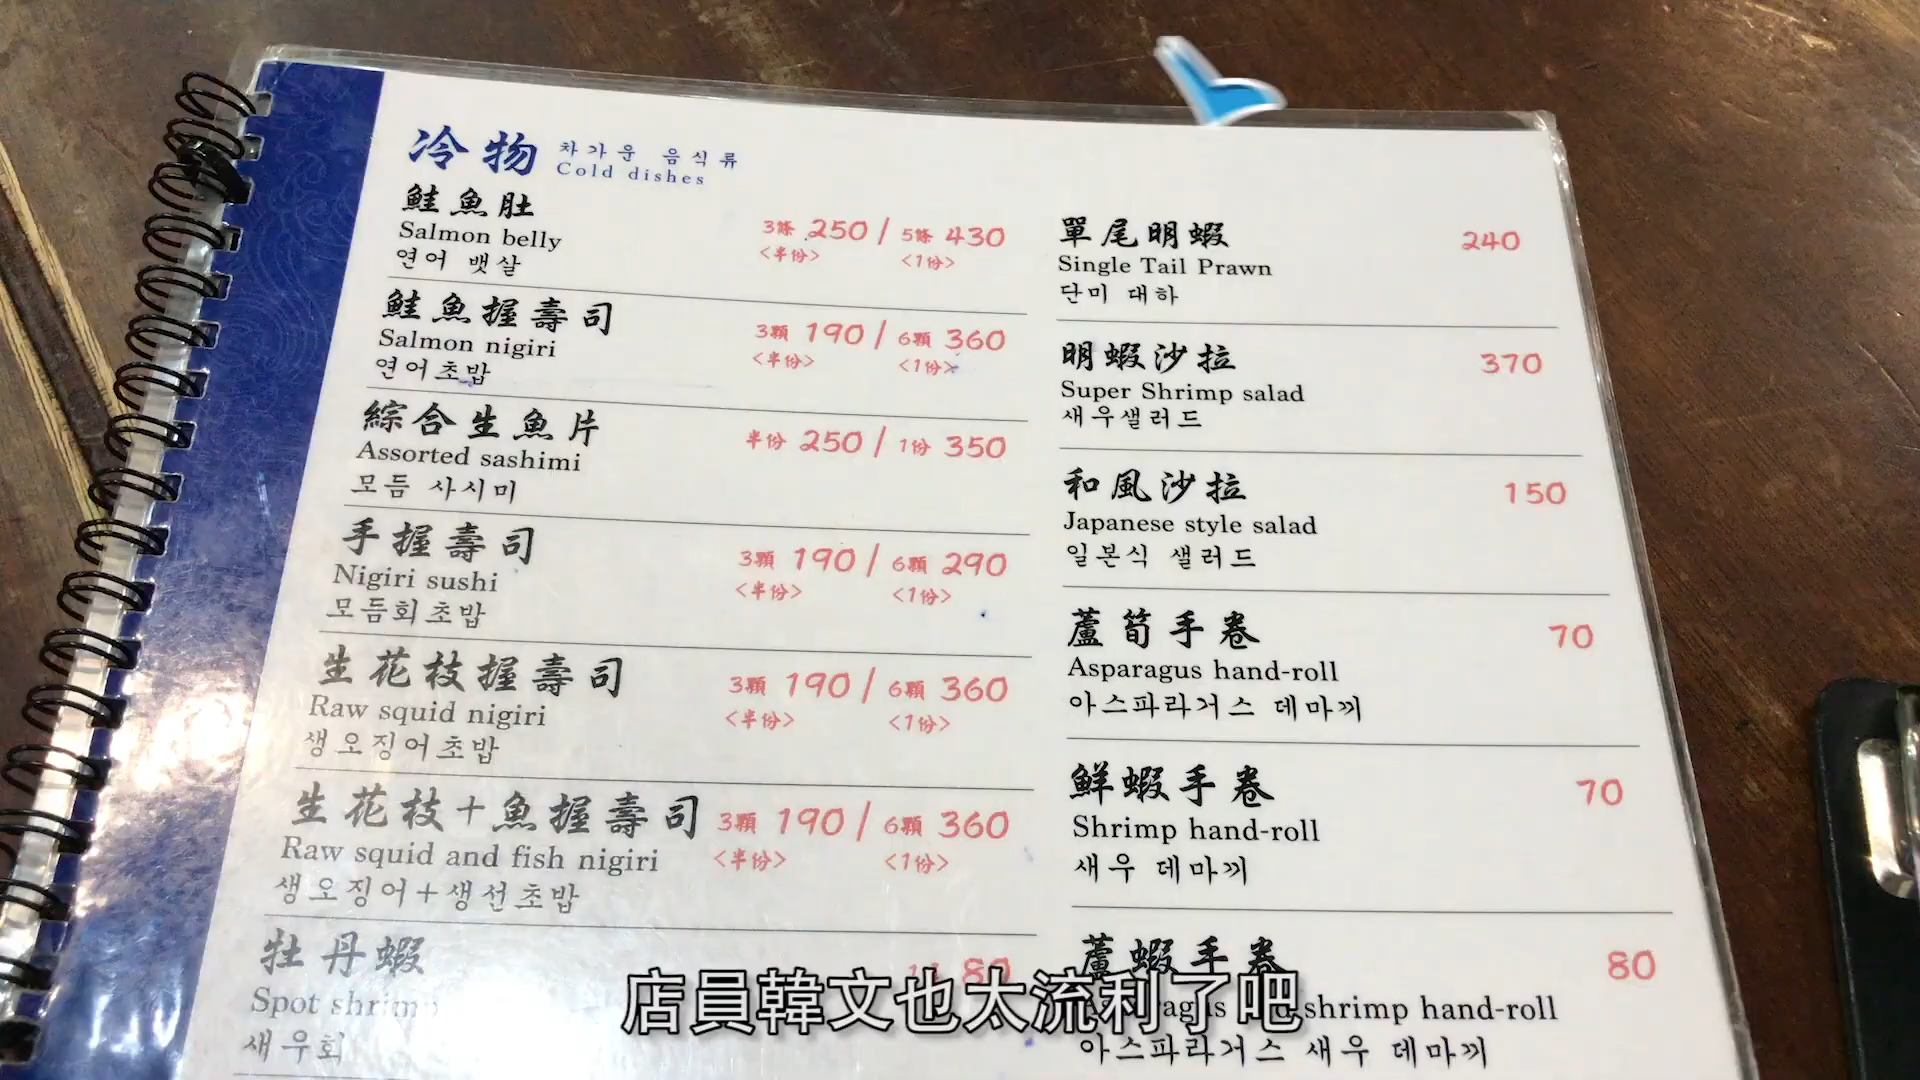 冷物 차가운 음식류
Cold dishes
鮭魚肚
Salmon belly
연어 뱃살
3條 250 / 5條 430
<半份> <1份>
鮭魚握壽司
Salmon nigiri
연어초밥
3顆 190 / 6顆 360
<半份> <1份>
綜合生魚片
Assorted sashimi
모듬 사시미
半份 250 / 1份 350
手握壽司
Nigiri sushi
모듬회초밥
3顆 190 / 6顆 290
<半份> <1份>
生花枝握壽司
Raw squid nigiri
생오징어초밥
3顆 190 / 6顆 360
<半份> <1份>
生花枝+魚握壽司
Raw squid and fish nigiri
생오징어+생선초밥
3顆 190 / 6顆 360
<半份> <1份>
牡丹蝦
Spot shrimp
새우회
80
單尾明蝦 240
Single Tail Prawn
단미 대하
明蝦沙拉 370
Super Shrimp salad
새우샐러드
和風沙拉 150
Japanese style salad
일본식 샐러드
蘆筍手卷 70
Asparagus hand-roll
아스파라거스 데마끼
鮮蝦手卷 70
Shrimp hand-roll
새우 데마끼
蘆蝦手卷 80
shrimp hand-roll
아스파라거스 새우 데마끼
店員韓文也太流利了吧